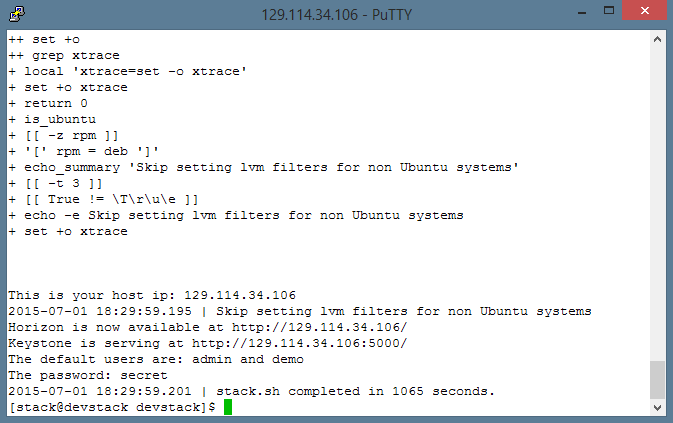 129.114.34.106 - PuTTY
++ set +o
++ grep xtrace
+ local 'xtrace=set -o xtrace'
+ set +o xtrace
+ return 0
+ is_ubuntu
+ [[ -z rpm ]]
+ '[' rpm = deb ']'
+ echo_summary 'Skip setting lvm filters for non Ubuntu systems'
+ [[ -t 3 ]]
+ [[ True != \T\r\u\e ]]
+ echo -e Skip setting lvm filters for non Ubuntu systems
+ set +o xtrace
This is your host ip: 129.114.34.106
2015-07-01 18:29:59.195 | Skip setting lvm filters for non Ubuntu systems
Horizon is now available at http://129.114.34.106/
Keystone is serving at http://129.114.34.106:5000/
The default users are: admin and demo
The password: secret
2015-07-01 18:29:59.201 | stack.sh completed in 1065 seconds.
[stack@devstack devstack]$